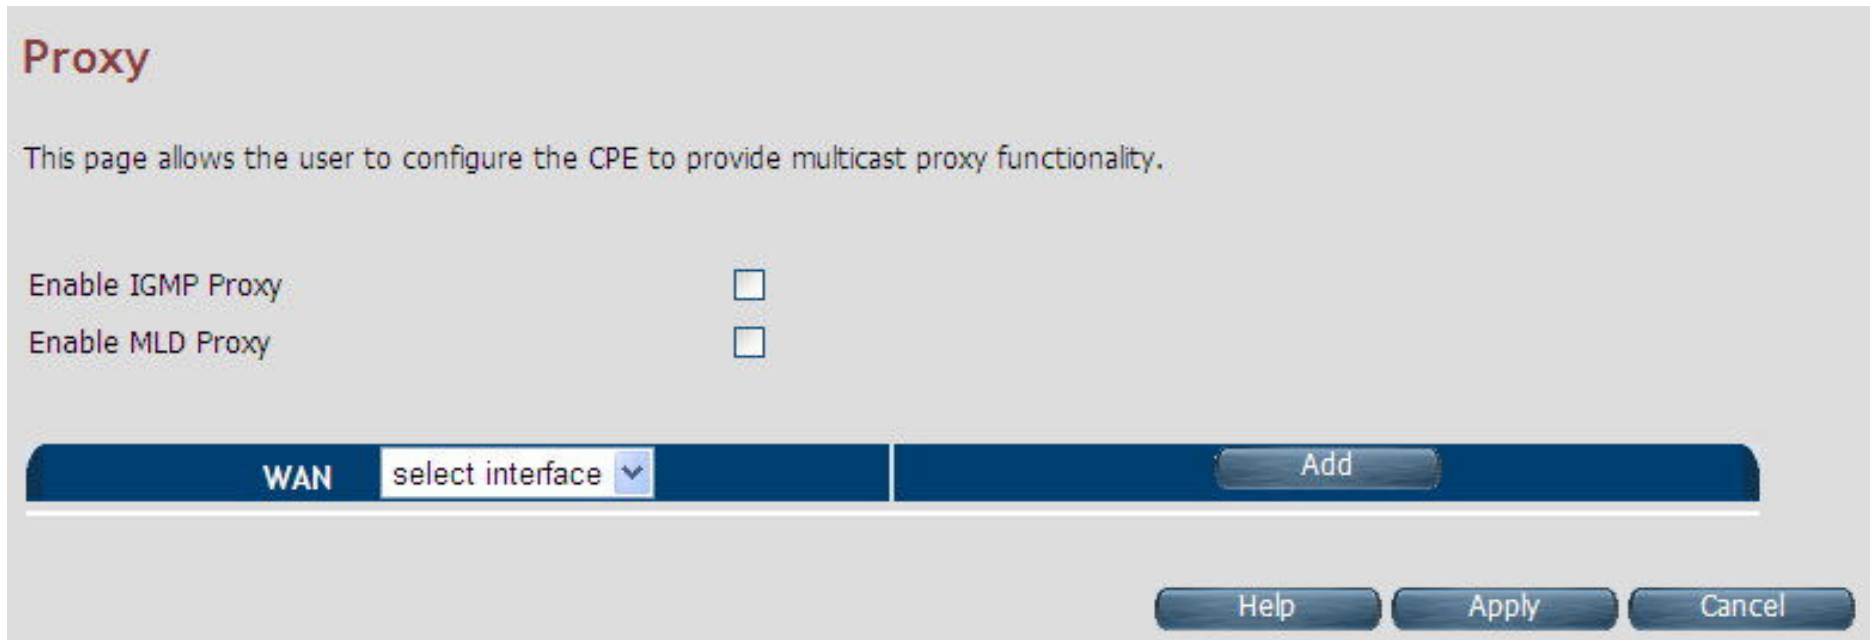 Proxy
This page allows the user to configure the CPE to provide multicast proxy functionality.
Enable IGMP Proxy
Enable MLD Proxy
WAN select interface Add
Help Apply Cancel